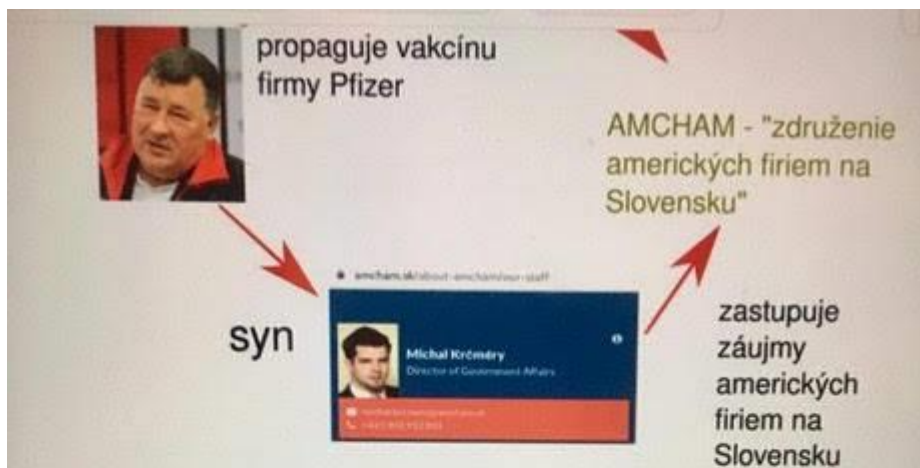 propaguje vakcínu
firmy Pfizer
AMCHAM - "združenie
amerických firiem na
Slovensku"
amcham.sk/about-amcham/our-staff
syn
Michal Krčméry
Director of Government Affairs
zastupuje
záujmy
amerických
firiem na
Slovensku